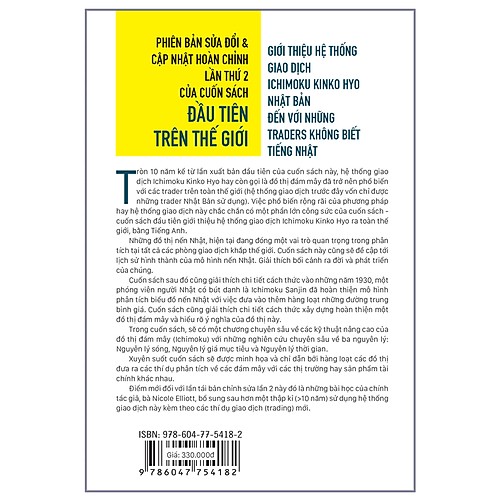 PHIÊN BẢN SỬA ĐỔI &
CẬP NHẬT HOÀN CHỈNH
LẦN THỨ 2
CỦA CUỐN SÁCH
ĐẦU TIÊN
TRÊN THẾ GIỚI
GIỚI THIỆU HỆ THỐNG
GIAO DỊCH
ICHIMOKU KINKO HYO
NHẬT BẢN
ĐẾN VỚI NHỮNG
TRADERS KHÔNG BIẾT
TIẾNG NHẬT
Tròn 10 năm kể từ lần xuất bản đầu tiên của cuốn sách này, hệ thống giao
dịch Ichimoku Kinko Hyo hay còn gọi là đồ thị đám mây đã trở nên phổ biến
với các trader trên toàn thế giới (hệ thống giao dịch trước đây vốn chỉ được
những trader Nhật Bản sử dụng). Việc phổ biến rộng rãi của phương pháp
hay hệ thống giao dịch này chắc chắn có một phần lớn công sức của cuốn sách –
cuốn sách đầu tiên giới thiệu hệ thống giao dịch Ichimoku Kinko Hyo ra toàn thế
giới, bằng Tiếng Anh.
Những đồ thị nến Nhật, hiện tại đang đóng một vai trò quan trọng trong phân
tích tại tất cả các phòng giao dịch khắp thế giới. Cuốn sách này cũng sẽ đề cập tới
lịch sử hình thành của mô hình nến Nhật. Giải thích bối cảnh ra đời và phát triển
của chúng.
Cuốn sách sau đó cũng giải thích chi tiết cách thức vào những năm 1930, một
phóng viên người Nhật có bút danh là Ichimoku Sanjin đã hoàn thiện mô hình
phân tích biểu đồ nến Nhật với việc đưa vào thêm hàng loạt những đường trung
bình giá. Cuốn sách cũng giải thích chi tiết cách thức xây dựng hoàn thiện một
đồ thị đám mây và hiểu rõ ý nghĩa của đồ thị này.
Trong cuốn sách, sẽ có một chương chuyên sâu về các kỹ thuật nâng cao của
đồ thị đám mây (Ichimoku) với những nghiên cứu chuyên sâu về ba nguyên lý:
Nguyên lý sóng, Nguyên lý giá mục tiêu và Nguyên lý thời gian.
Xuyên suốt cuốn sách sẽ được minh họa và chỉ dẫn bởi hàng loạt các đồ thị
đưa ra các thí dụ phân tích về các đám mây với các thị trường hay sản phẩm tài
chính khác nhau.
Điểm mới đối với lần tái bản chỉnh sửa lần 2 này đó là những bài học của chính
tác giả, bà Nicole Elliott, bổ sung sau hơn một thập kỉ (>10 năm) sử dụng hệ thống
giao dịch này kèm theo các thí dụ giao dịch (trading) mới.
ISBN: 978-604-77-5418-2
Giá: 330.000đ
9 786047 754182